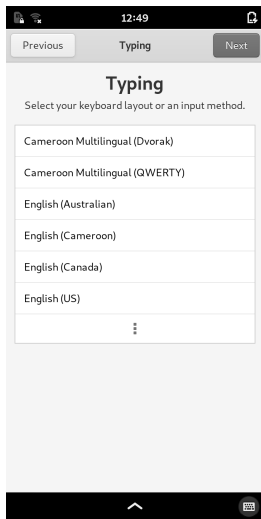 12:49
Previous
Typing
Next
Typing
Select your keyboard layout or an input method.
Cameroon Multilingual (Dvorak)
Cameroon Multilingual (QWERTY)
English (Australian)
English (Cameroon)
English (Canada)
English (US)